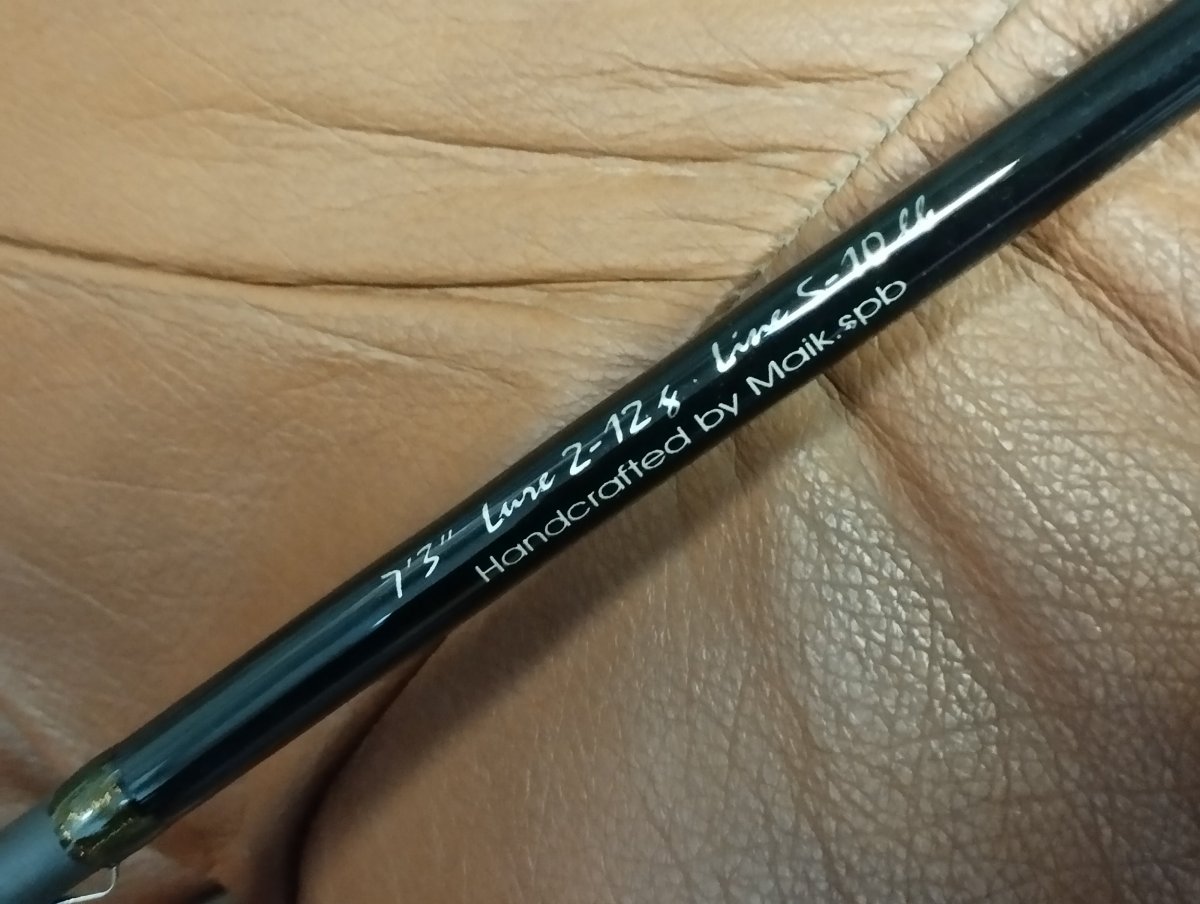 7'3" Lure 2-12 g. Line 5-10 lb
Handcrafted by Maik.spb